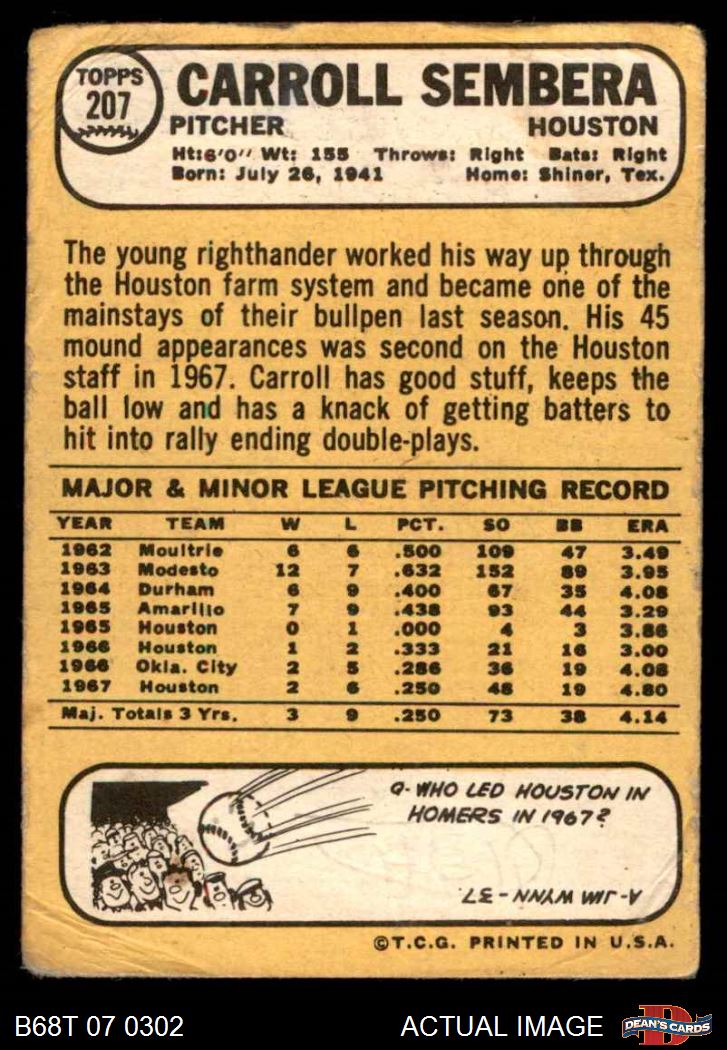 TOPPS
207
CARROLL SEMBERA
PITCHER HOUSTON
Ht:6'0" Wt: 155 Throws: Right Bats: Right
Born: July 26, 1941 Home: Shiner, Tex.
The young righthander worked his way up through
the Houston farm system and became one of the
mainstays of their bullpen last season. His 45
mound appearances was second on the Houston
staff in 1967. Carroll has good stuff, keeps the
ball low and has a knack of getting batters to
hit into rally ending double-plays.
MAJOR & MINOR LEAGUE PITCHING RECORD
YEAR TEAM W L PCT. SO BB ERA
1962 Moultrie 6 6 .500 109 47 3.49
1963 Modesto 12 7 .632 152 89 3.95
1964 Durham 6 9 .400 67 35 4.08
1965 Amarillo 7 9 .438 93 44 3.29
1965 Houston 0 1 .000 4 3 3.86
1966 Houston 1 2 .333 21 16 3.00
1966 Okla. City 2 5 .286 36 19 4.08
1967 Houston 2 6 .250 48 19 4.80
Maj. Totals 3 Yrs. 3 9 .250 73 38 4.14
Q-WHO LED HOUSTON IN
HOMERS IN 1967?
A-JIM WYNN - 37.
©T.C.G. PRINTED IN U.S.A.
B68T 07 0302 ACTUAL IMAGE D DEAN'S CARDS